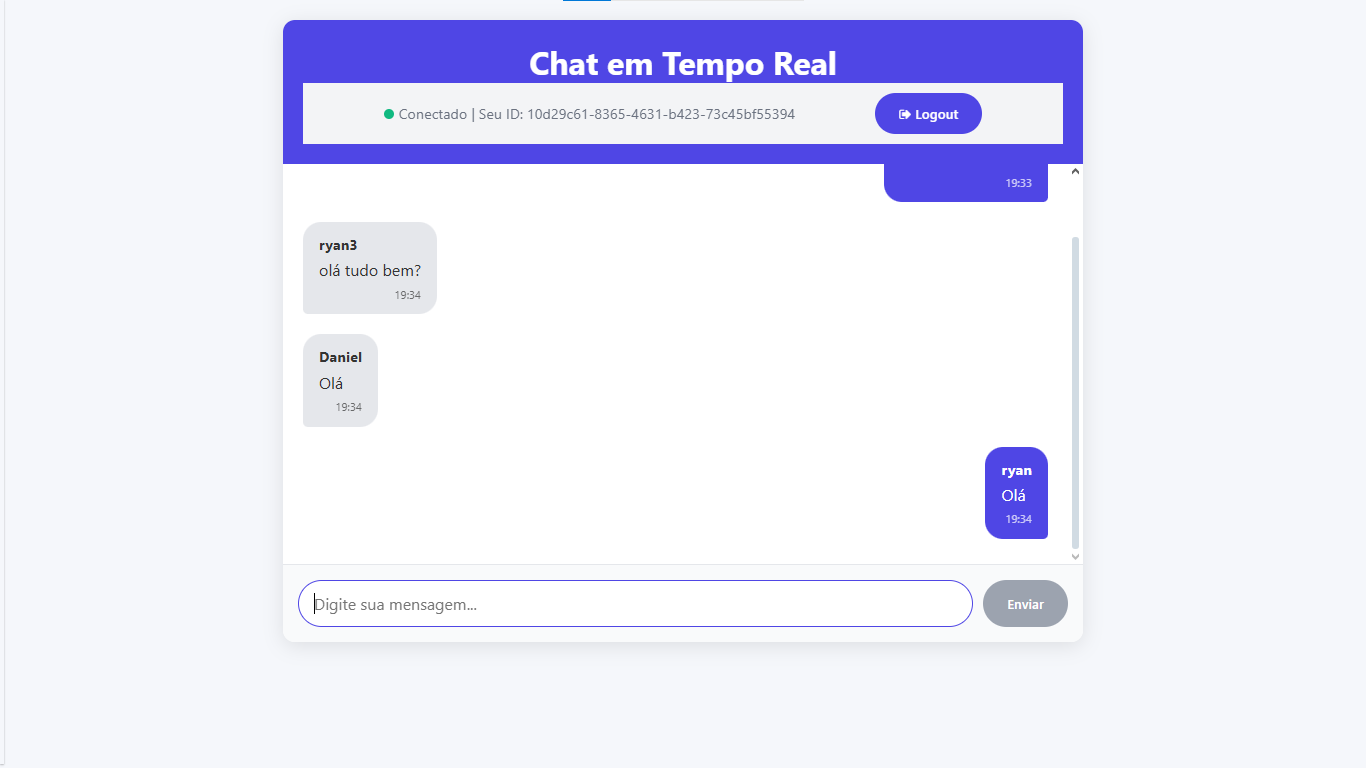 Chat em Tempo Real
Conectado | Seu ID: 10d29c61-8365-4631-b423-73c45bf55394
Logout
19:33
ryan3
olá tudo bem?
19:34
Daniel
Olá
19:34
ryan
Olá
19:34
Digite sua mensagem...
Enviar